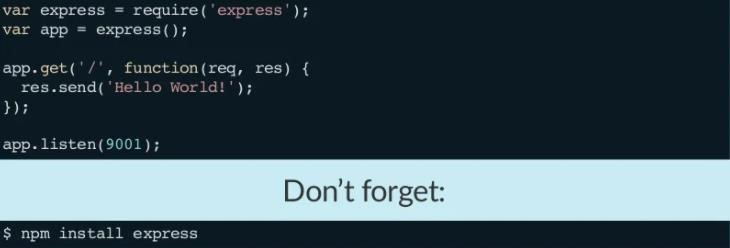 var express = require('express');
var app = express();
app.get('/', function(req, res) {
  res.send('Hello World!');
});
app.listen(9001);
Don’t forget:
$ npm install express